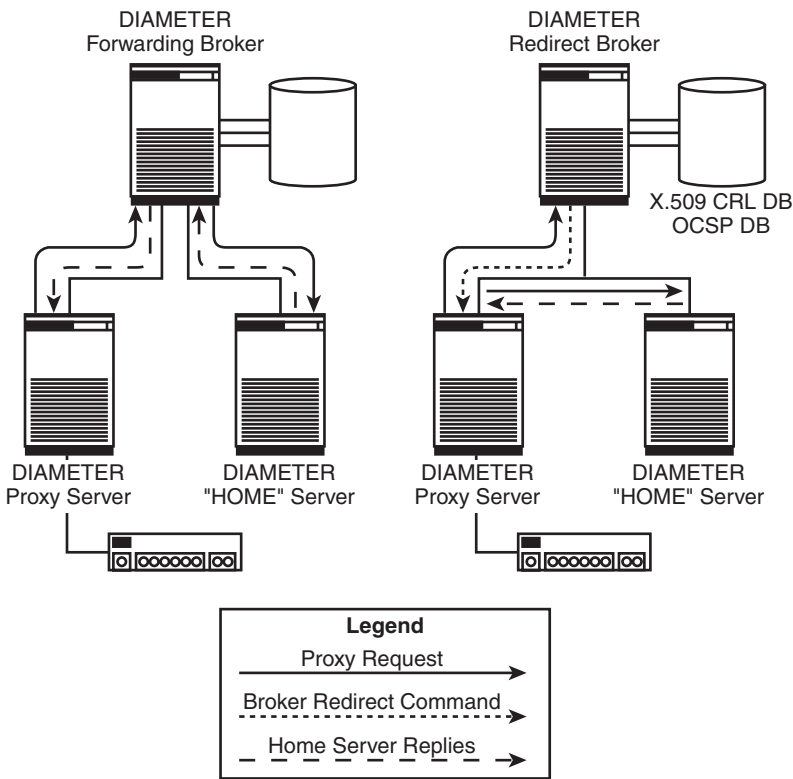 DIAMETER
Forwarding Broker
DIAMETER
Redirect Broker
X.509 CRL DB
OCSP DB
DIAMETER
Proxy Server
DIAMETER
"HOME" Server
DIAMETER
Proxy Server
DIAMETER
"HOME" Server
Legend
Proxy Request
Broker Redirect Command
Home Server Replies